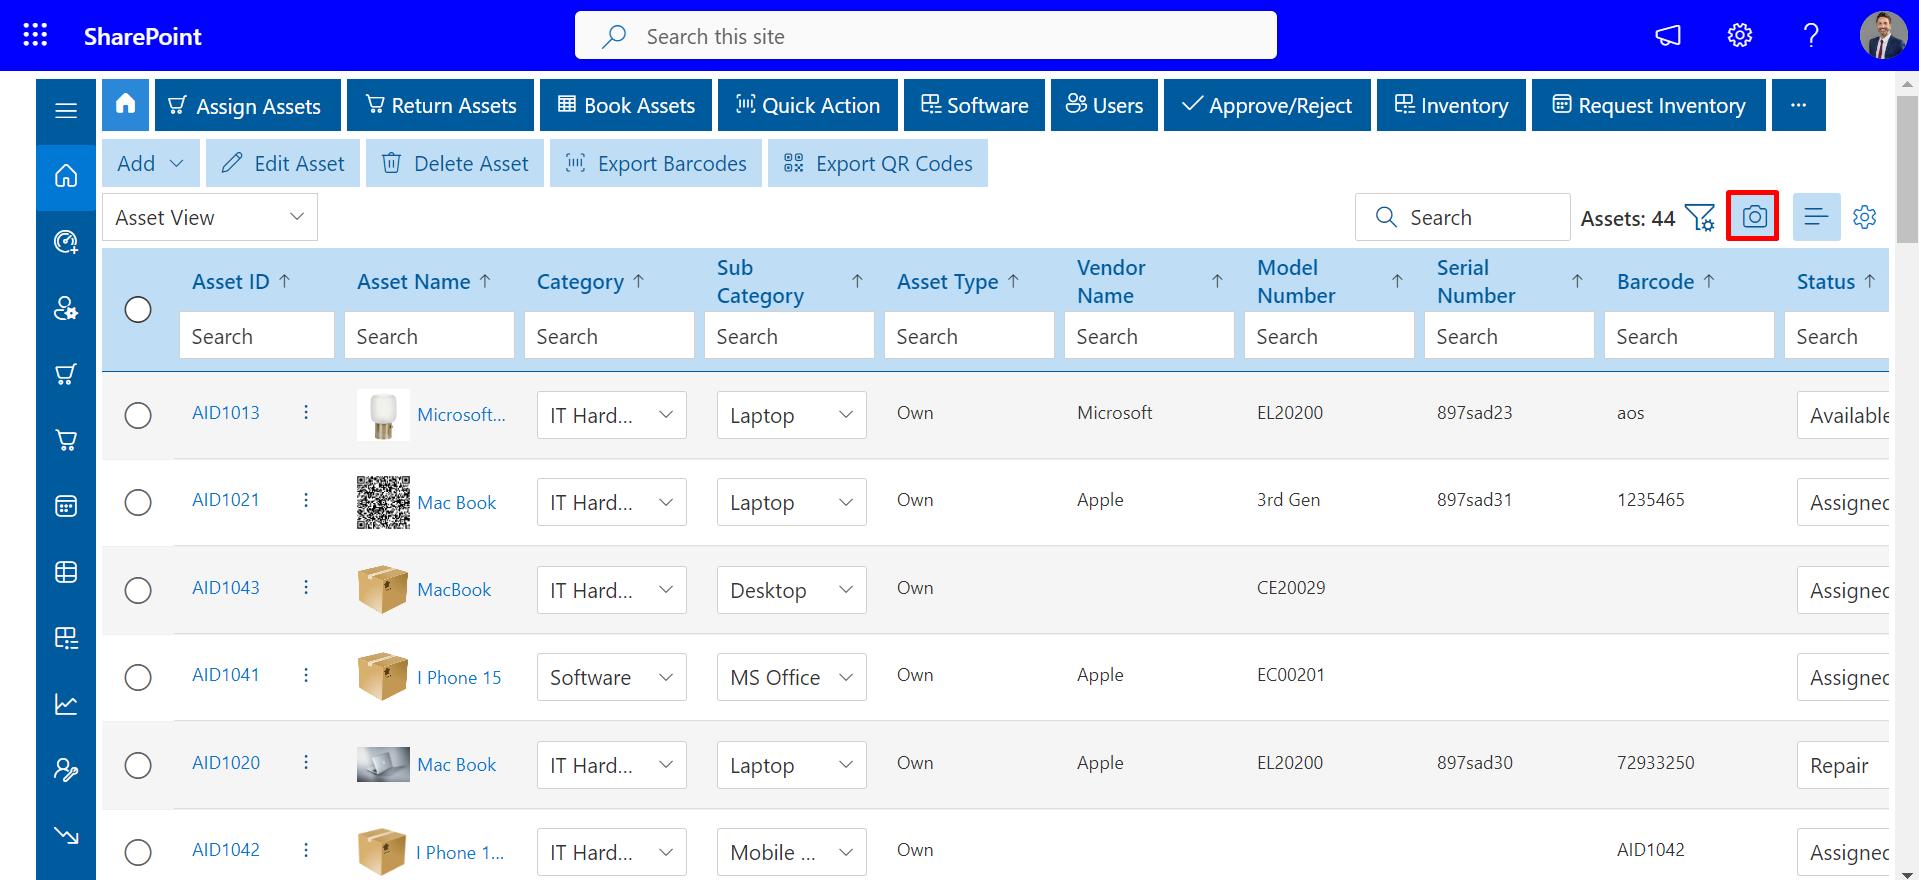 SharePoint
Search this site
Assign Assets
Return Assets
Book Assets
Quick Action
Software
Users
Approve/Reject
Inventory
Request Inventory
...
Add
Edit Asset
Delete Asset
Export Barcodes
Export QR Codes
Asset View
Search
Assets: 44
Asset ID
Asset Name
Category
Sub Category
Asset Type
Vendor Name
Model Number
Serial Number
Barcode
Status
Search Search Search Search Search Search Search Search Search Search
AID1013 Microsoft... IT Hard... Laptop Own Microsoft EL20200 897sad23 aos Available
AID1021 Mac Book IT Hard... Laptop Own Apple 3rd Gen 897sad31 1235465 Assigned
AID1043 MacBook IT Hard... Desktop Own CE20029 Assigned
AID1041 I Phone 15 Software MS Office Own Apple EC00201 Assigned
AID1020 Mac Book IT Hard... Laptop Own Apple EL20200 897sad30 72933250 Repair
AID1042 I Phone 1... IT Hard... Mobile ... Own AID1042 Assigned